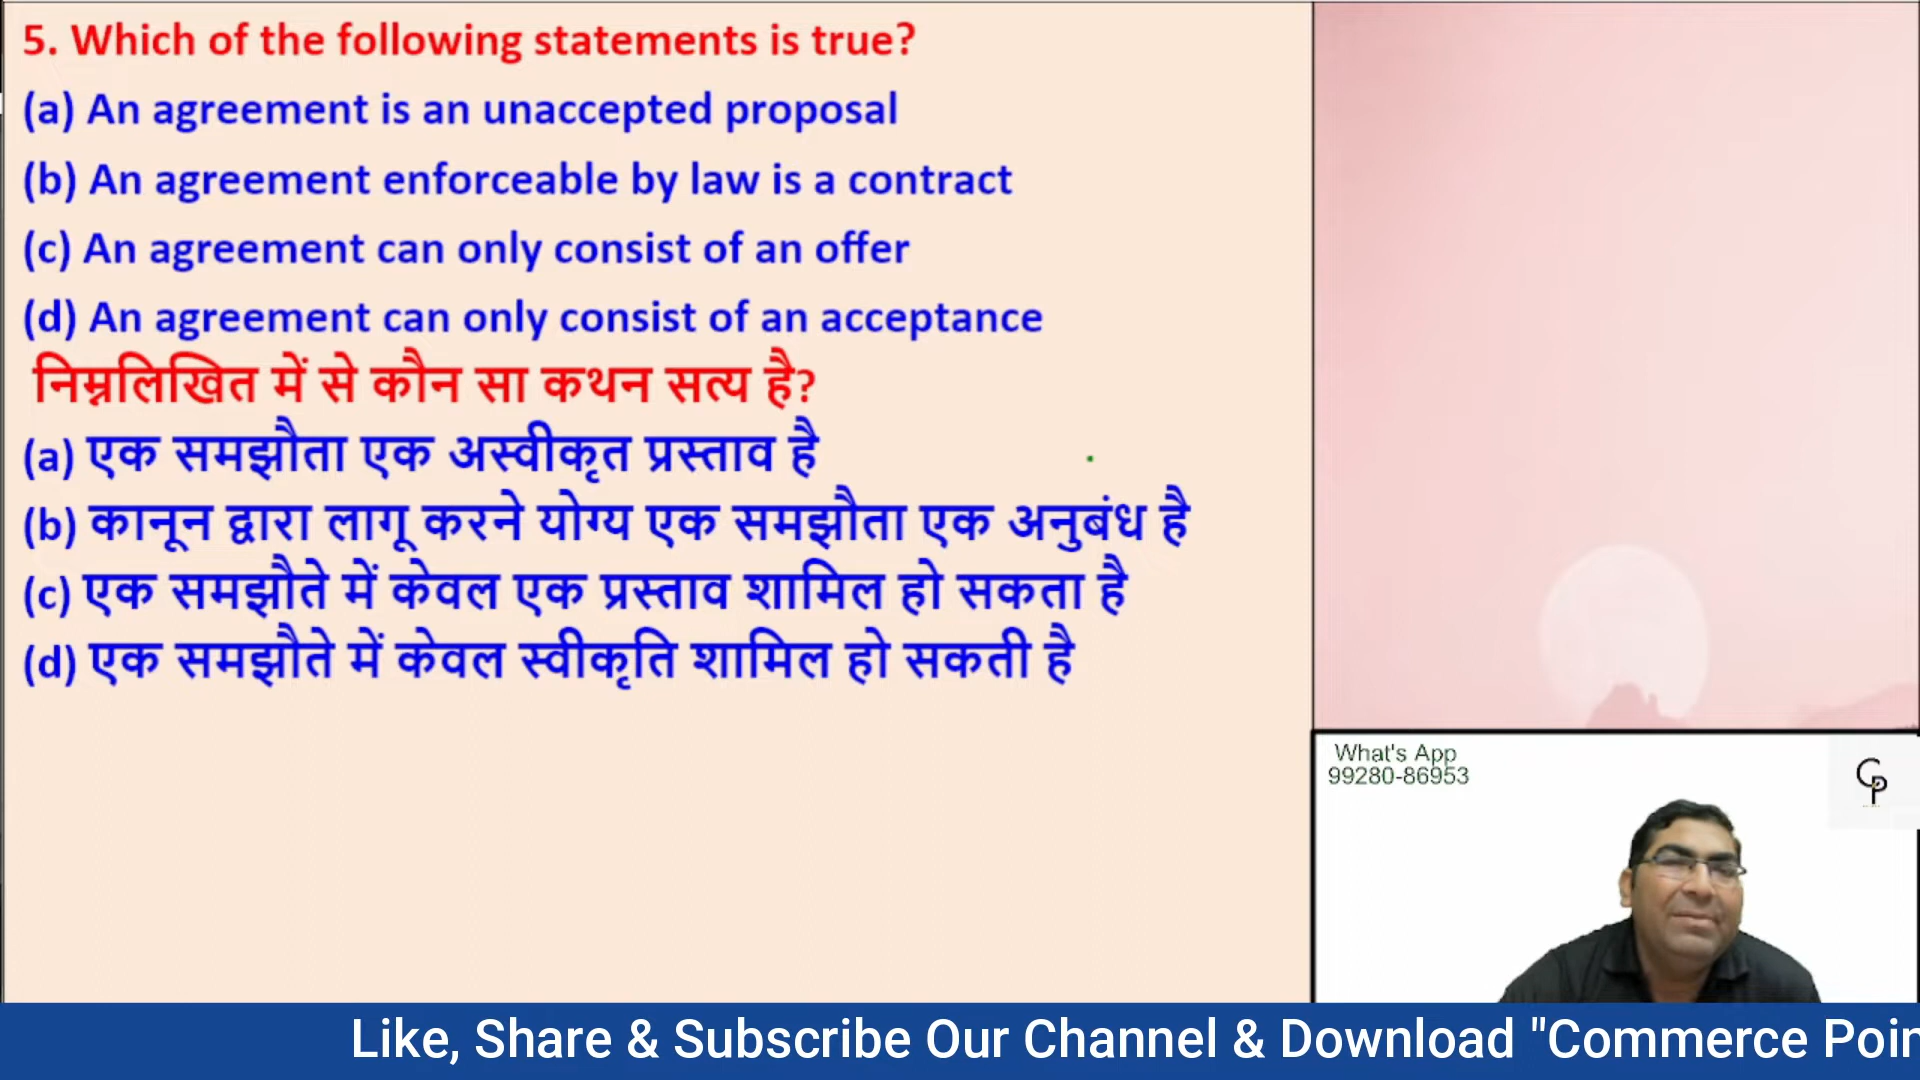 5. Which of the following statements is true?
(a) An agreement is an unaccepted proposal
(b) An agreement enforceable by law is a contract
(c) An agreement can only consist of an offer
(d) An agreement can only consist of an acceptance
निम्नलिखित में से कौन सा कथन सत्य है?
(a) एक समझौता एक अस्वीकृत प्रस्ताव है
(b) कानून द्वारा लागू करने योग्य एक समझौता एक अनुबंध है
(c) एक समझौते में केवल एक प्रस्ताव शामिल हो सकता है
(d) एक समझौते में केवल स्वीकृति शामिल हो सकती है
What's App
99280-86953
CP
Like, Share & Subscribe Our Channel & Download "Commerce Poin